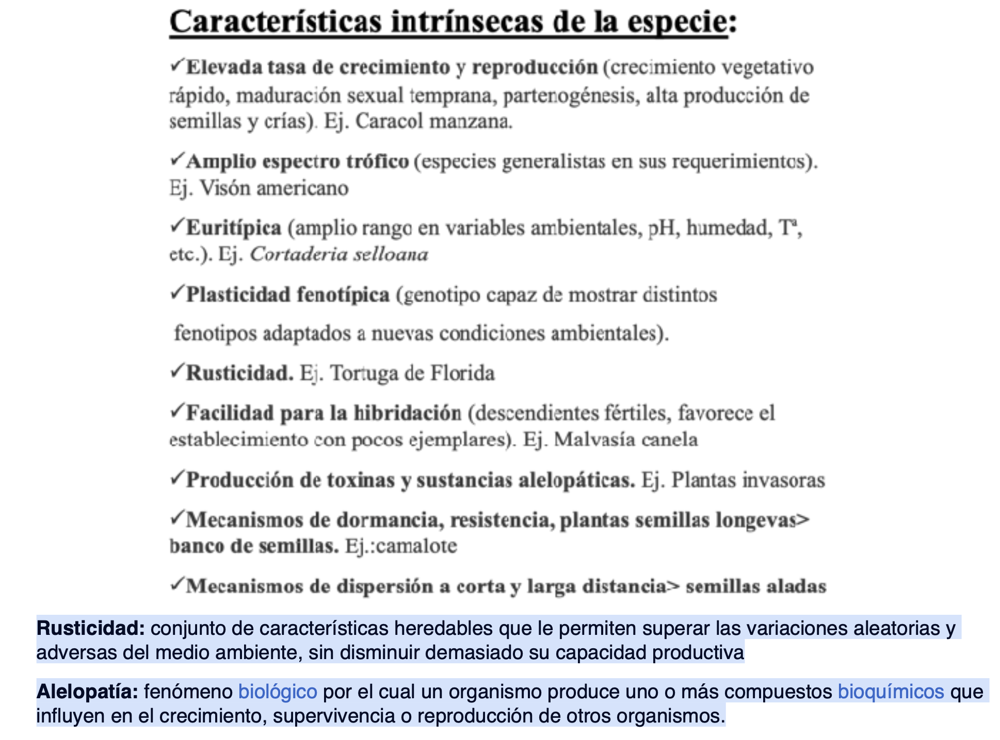 Características intrínsecas de la especie:
✓Elevada tasa de crecimiento y reproducción (crecimiento vegetativo
rápido, maduración sexual temprana, partenogénesis, alta producción de
semillas y crías). Ej. Caracol manzana.
✓Amplio espectro trófico (especies generalistas en sus requerimientos).
Ej. Visón americano
✓Euritípica (amplio rango en variables ambientales, pH, humedad, Tª,
etc.). Ej. Cortaderia selloana
✓Plasticidad fenotípica (genotipo capaz de mostrar distintos
fenotipos adaptados a nuevas condiciones ambientales).
✓Rusticidad. Ej. Tortuga de Florida
✓Facilidad para la hibridación (descendientes fértiles, favorece el
establecimiento con pocos ejemplares). Ej. Malvasía canela
✓Producción de toxinas y sustancias alelopáticas. Ej. Plantas invasoras
✓Mecanismos de dormancia, resistencia, plantas semillas longevas>
banco de semillas. Ej.:camalote
✓Mecanismos de dispersión a corta y larga distancia> semillas aladas
Rusticidad: conjunto de características heredables que le permiten superar las variaciones aleatorias y
adversas del medio ambiente, sin disminuir demasiado su capacidad productiva
Alelopatía: fenómeno biológico por el cual un organismo produce uno o más compuestos bioquímicos que
influyen en el crecimiento, supervivencia o reproducción de otros organismos.